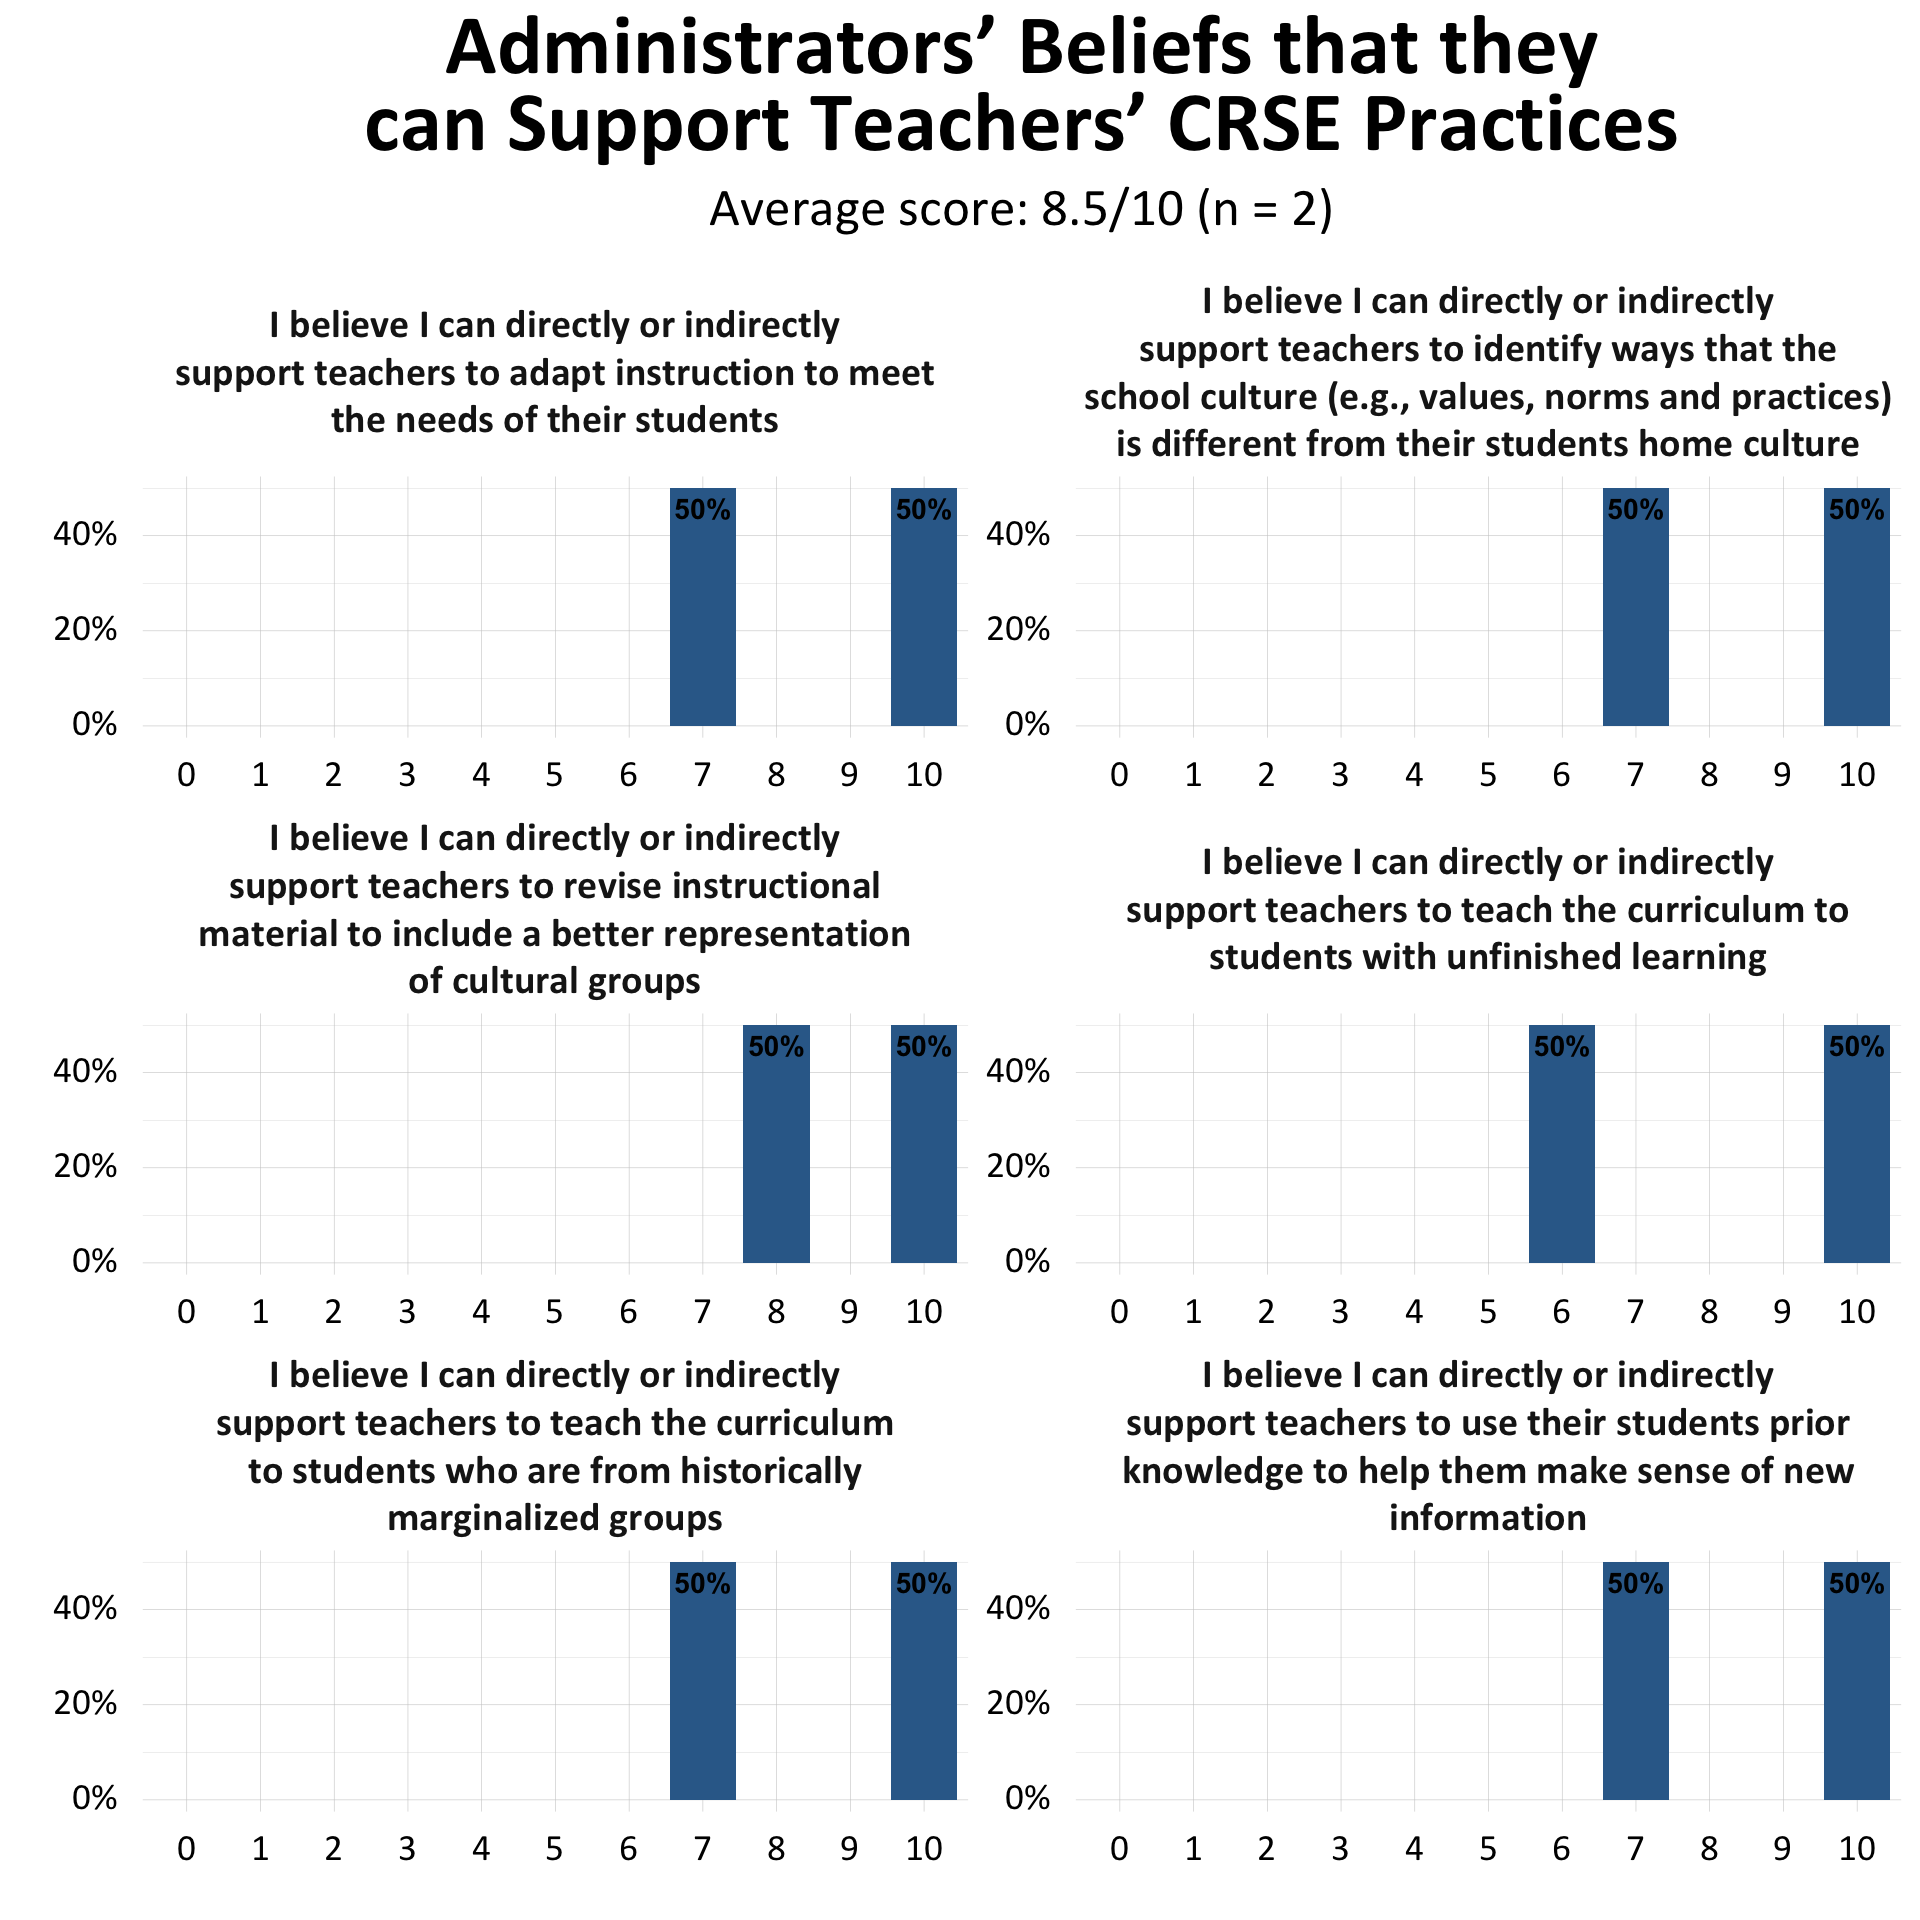 Administrators’ Beliefs that they
can Support Teachers’ CRSE Practices
Average score: 8.5/10 (n = 2)
I believe I can directly or indirectly
support teachers to adapt instruction to meet
the needs of their students
50%
50%
40%
20%
0%
0 1 2 3 4 5 6 7 8 9 10
I believe I can directly or indirectly
support teachers to identify ways that the
school culture (e.g., values, norms and practices)
is different from their students home culture
50%
50%
40%
20%
0%
0 1 2 3 4 5 6 7 8 9 10
I believe I can directly or indirectly
support teachers to revise instructional
material to include a better representation
of cultural groups
50%
50%
40%
20%
0%
0 1 2 3 4 5 6 7 8 9 10
I believe I can directly or indirectly
support teachers to teach the curriculum to
students with unfinished learning
50%
50%
40%
20%
0%
0 1 2 3 4 5 6 7 8 9 10
I believe I can directly or indirectly
support teachers to teach the curriculum
to students who are from historically
marginalized groups
50%
50%
40%
20%
0%
0 1 2 3 4 5 6 7 8 9 10
I believe I can directly or indirectly
support teachers to use their students prior
knowledge to help them make sense of new
information
50%
50%
40%
20%
0%
0 1 2 3 4 5 6 7 8 9 10